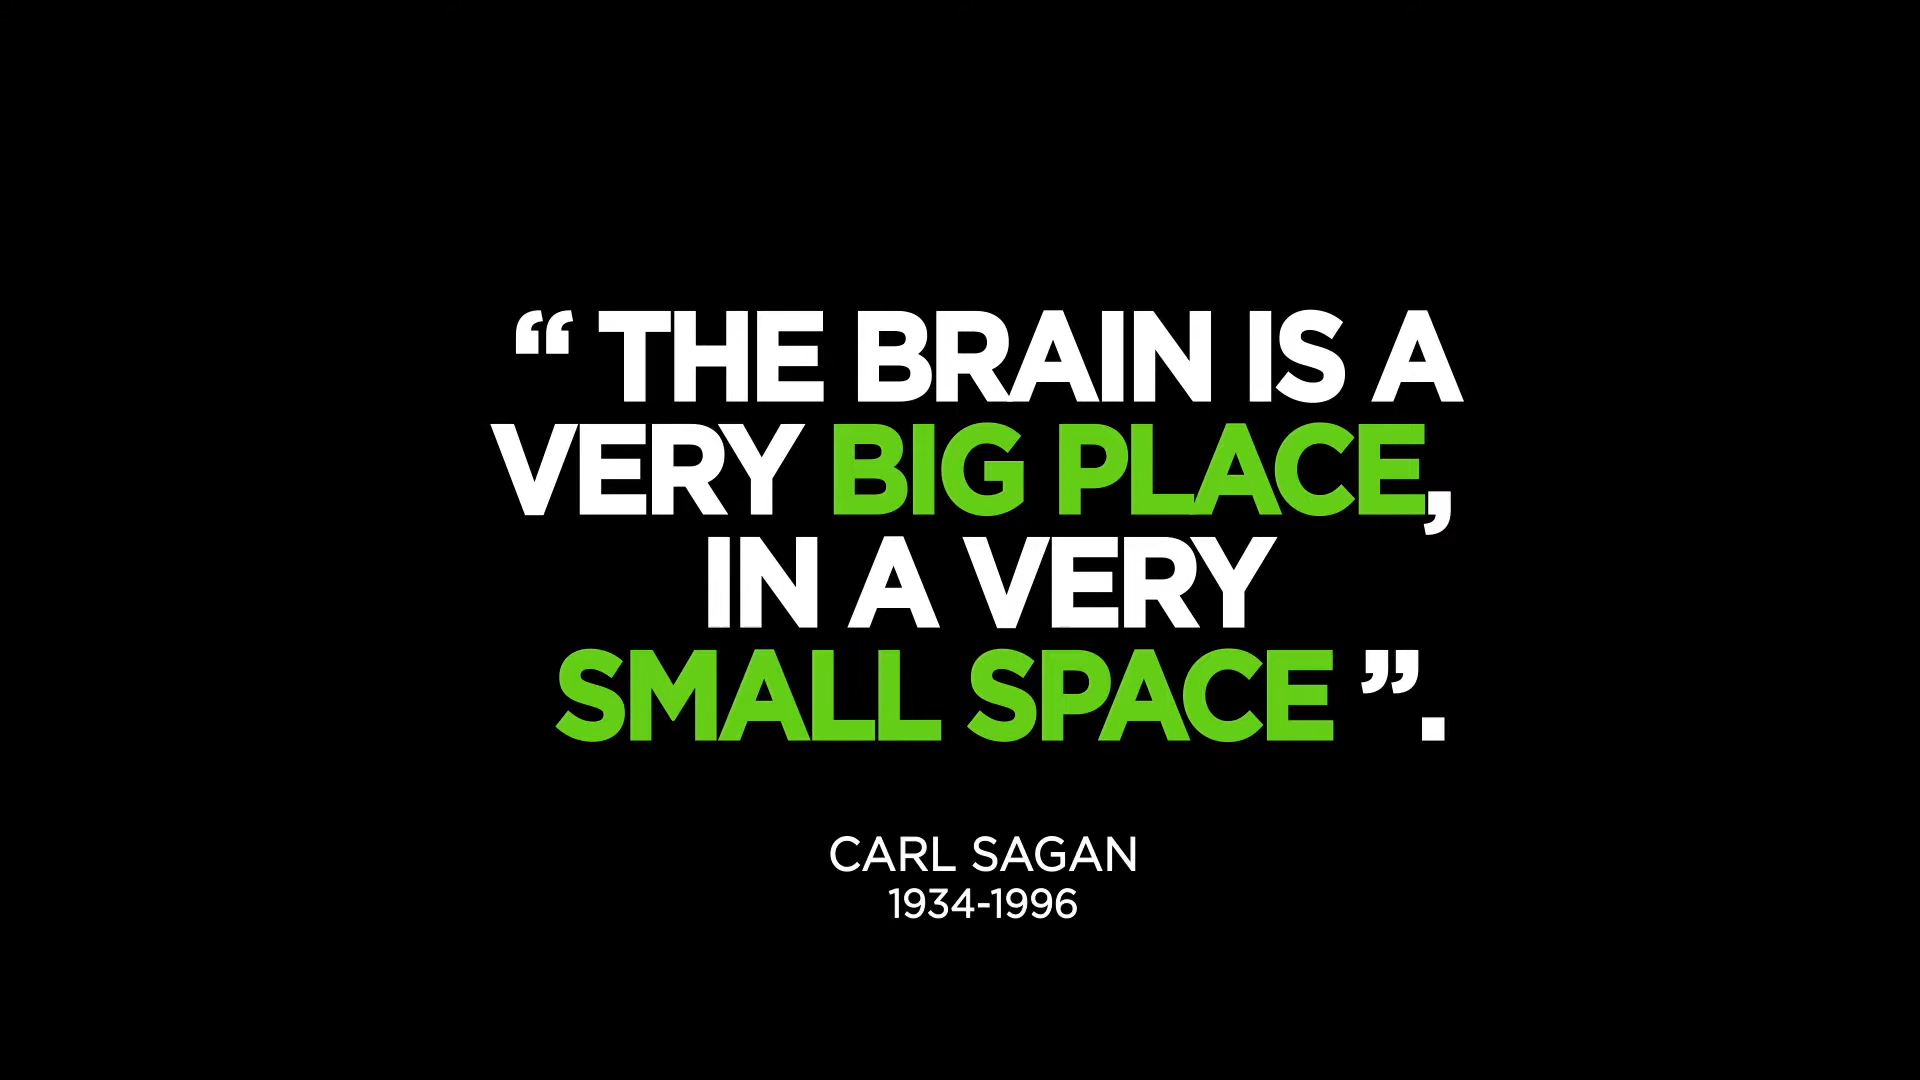 “ THE BRAIN IS A
VERY BIG PLACE,
IN A VERY
SMALL SPACE ”.
CARL SAGAN
1934-1996